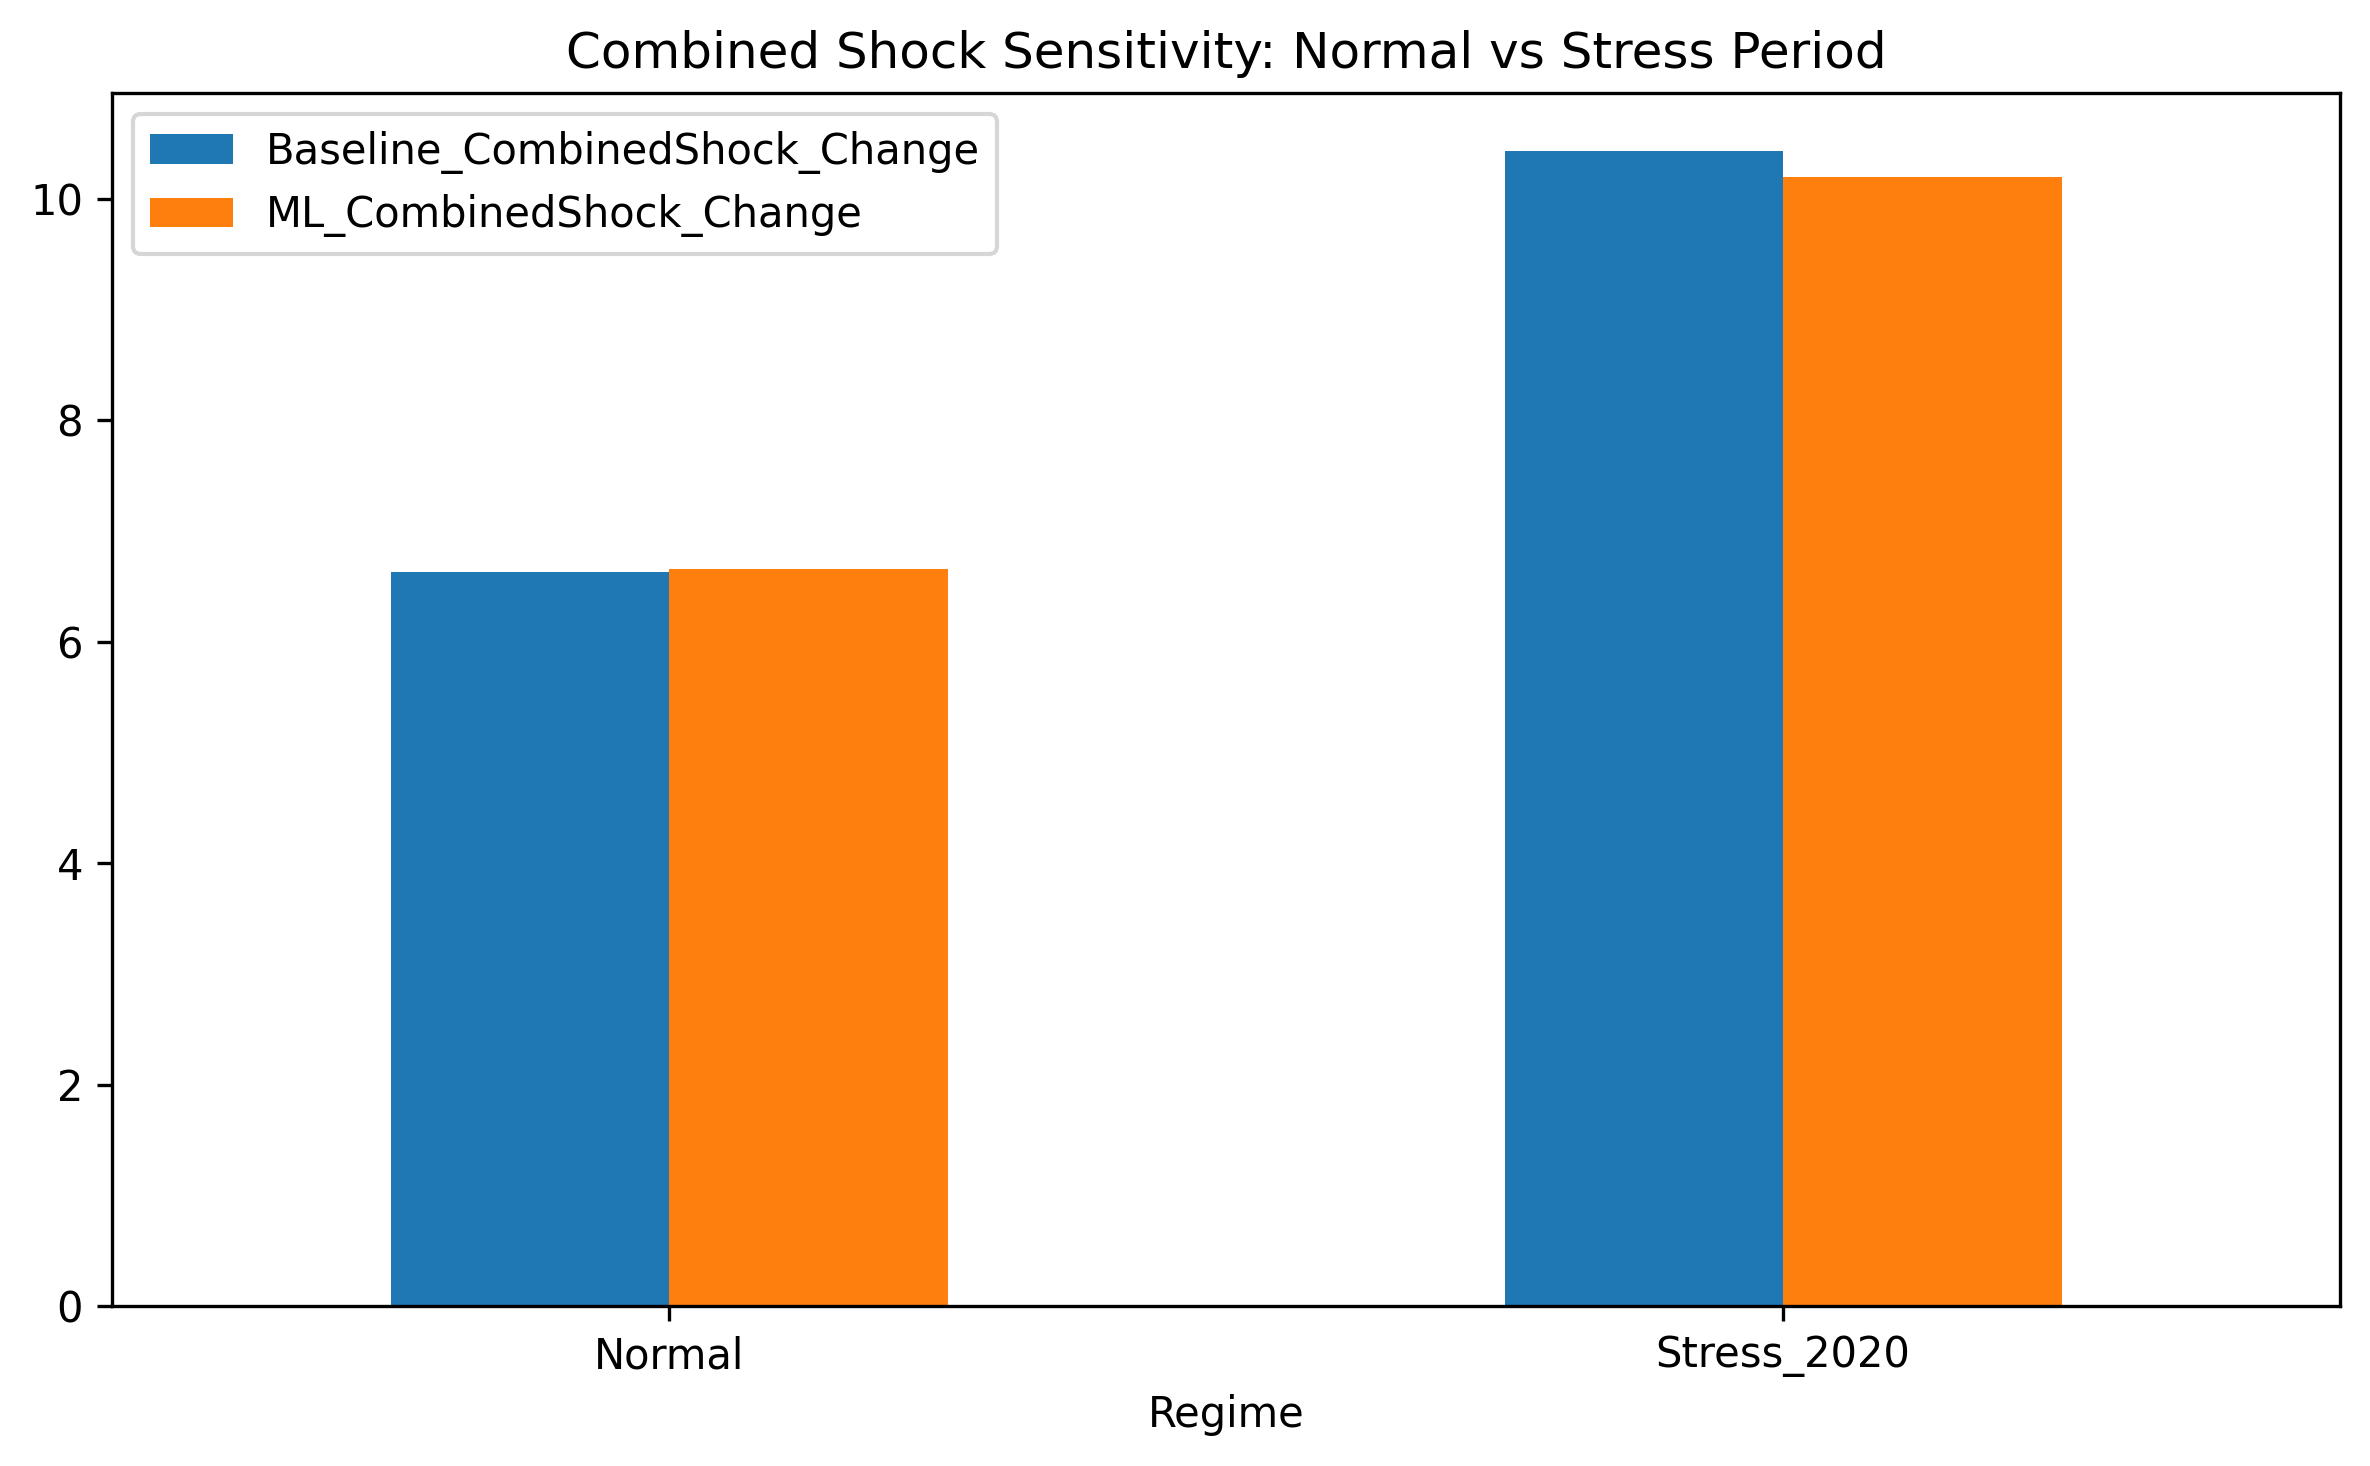 Combined Shock Sensitivity: Normal vs Stress Period
Baseline_CombinedShock_Change
ML_CombinedShock_Change
10
8
6
4
2
0
Normal
Stress_2020
Regime